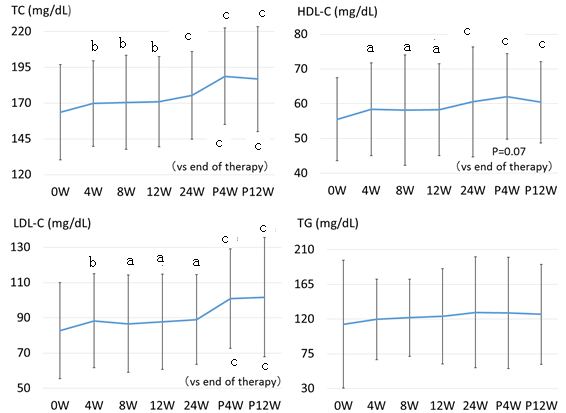 TC (mg/dL)
c c
220
b b b c
195
170
145
c c
(vs end of therapy)
120
0W 4W 8W 12W 24W P4W P12W
HDL-C (mg/dL)
80
c c c
a a a
70
60
50
P=0.07
(vs end of therapy)
40
0W 4W 8W 12W 24W P4W P12W
LDL-C (mg/dL)
c c
130
b a a a
110
90
70
c c
(vs end of therapy)
50
0W 4W 8W 12W 24W P4W P12W
TG (mg/dL)
210
165
120
75
30
0W 4W 8W 12W 24W P4W P12W